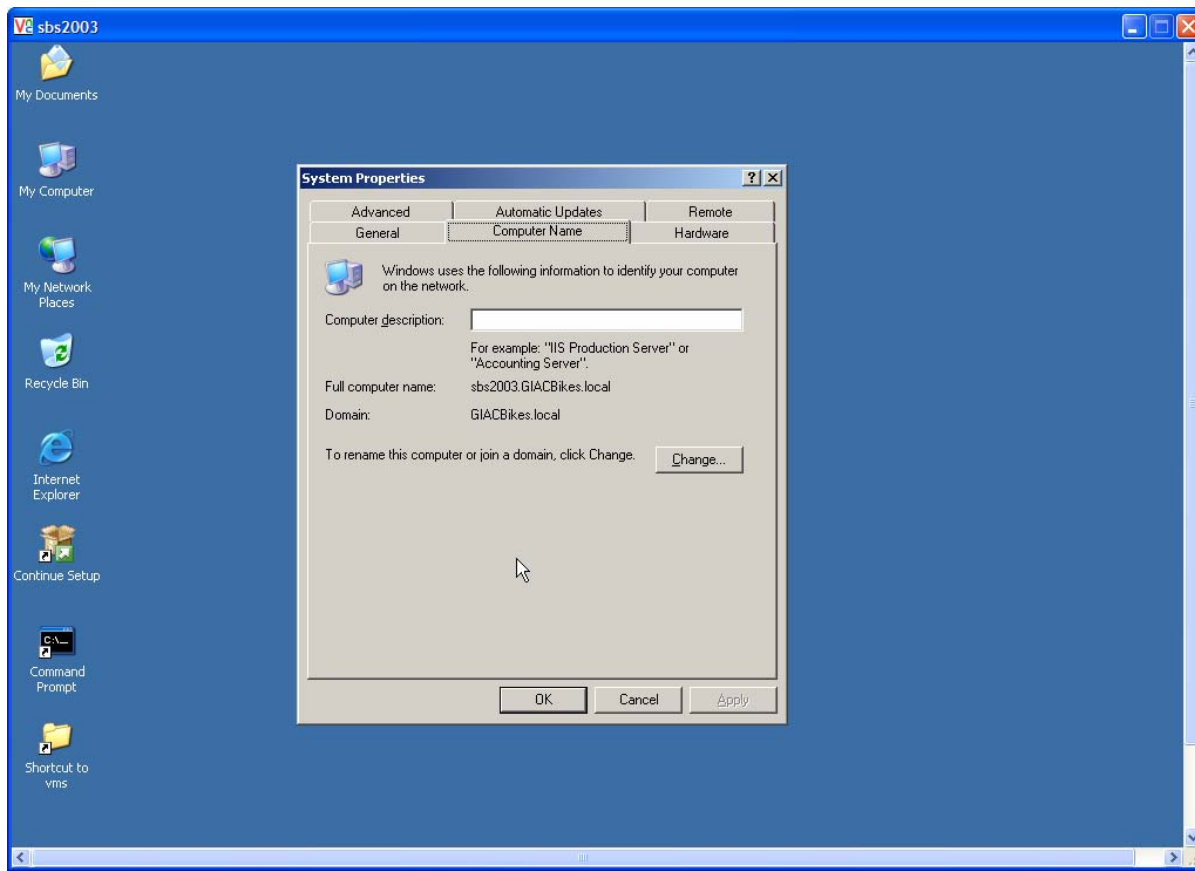 sbs2003
My Documents
My Computer
My Network
Places
Recycle Bin
Internet
Explorer
Continue Setup
C:\_
Command
Prompt
Shortcut to
vms
System Properties
Advanced
Automatic Updates
Remote
General
Computer Name
Hardware
Windows uses the following information to identify your computer
on the network.
Computer description:
For example: "IIS Production Server" or
"Accounting Server".
Full computer name: sbs2003.GIACBikes.local
Domain: GIACBikes.local
To rename this computer or join a domain, click Change.
Change...
OK
Cancel
Apply